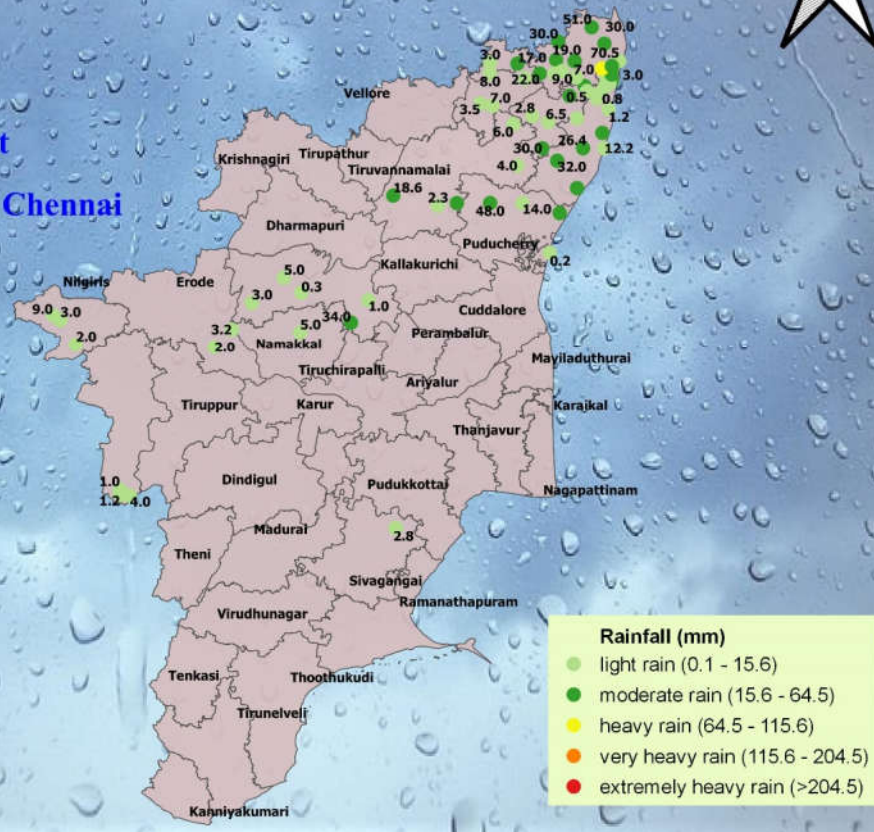 51.0
30.0 30.0
3.0 17.0 19.0 70.5
8.0 22.0 9.0 7.0 3.0
Vellore
3.5 7.0 2.8 0.5 0.8
6.0 6.5 1.2
t
30.0 26.4 12.2
Krishnagiri Tirupathur
Tiruvannamalai 4.0 32.0
Chennai
18.6 2.3 48.0 14.0
Dharmapuri
Puducherry
Kallakurichi 0.2
Nilgiris Erode 5.0
3.0 0.3
9.0 3.0 1.0
Cuddalore
3.2 5.0 34.0
2.0 2.0 Namakkal Perambalur
Mayiladuthurai
Tiruchirapalli
Ariyalur
Tiruppur Karur Karaikal
Thanjavur
1.0 Dindigul Pudukkottai
1.2 4.0 Nagapattinam
Madurai
2.8
Theni
Sivagangai
Ramanathapuram
Virudhunagar
Tenkasi Thoothukudi
Tirunelveli
Kanniyakumari
Rainfall (mm)
light rain (0.1 - 15.6)
moderate rain (15.6 - 64.5)
heavy rain (64.5 - 115.6)
very heavy rain (115.6 - 204.5)
extremely heavy rain (>204.5)